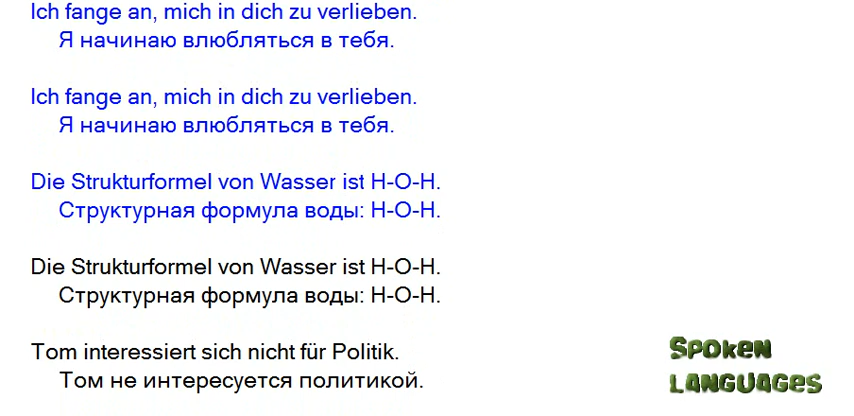 Ich fange an, mich in dich zu verlieben.
Я начинаю влюбляться в тебя.
Ich fange an, mich in dich zu verlieben.
Я начинаю влюбляться в тебя.
Die Strukturformel von Wasser ist H-O-H.
Структурная формула воды: H-O-H.
Die Strukturformel von Wasser ist H-O-H.
Структурная формула воды: H-O-H.
Tom interessiert sich nicht für Politik.
Том не интересуется политикой.
Spoken
Languages